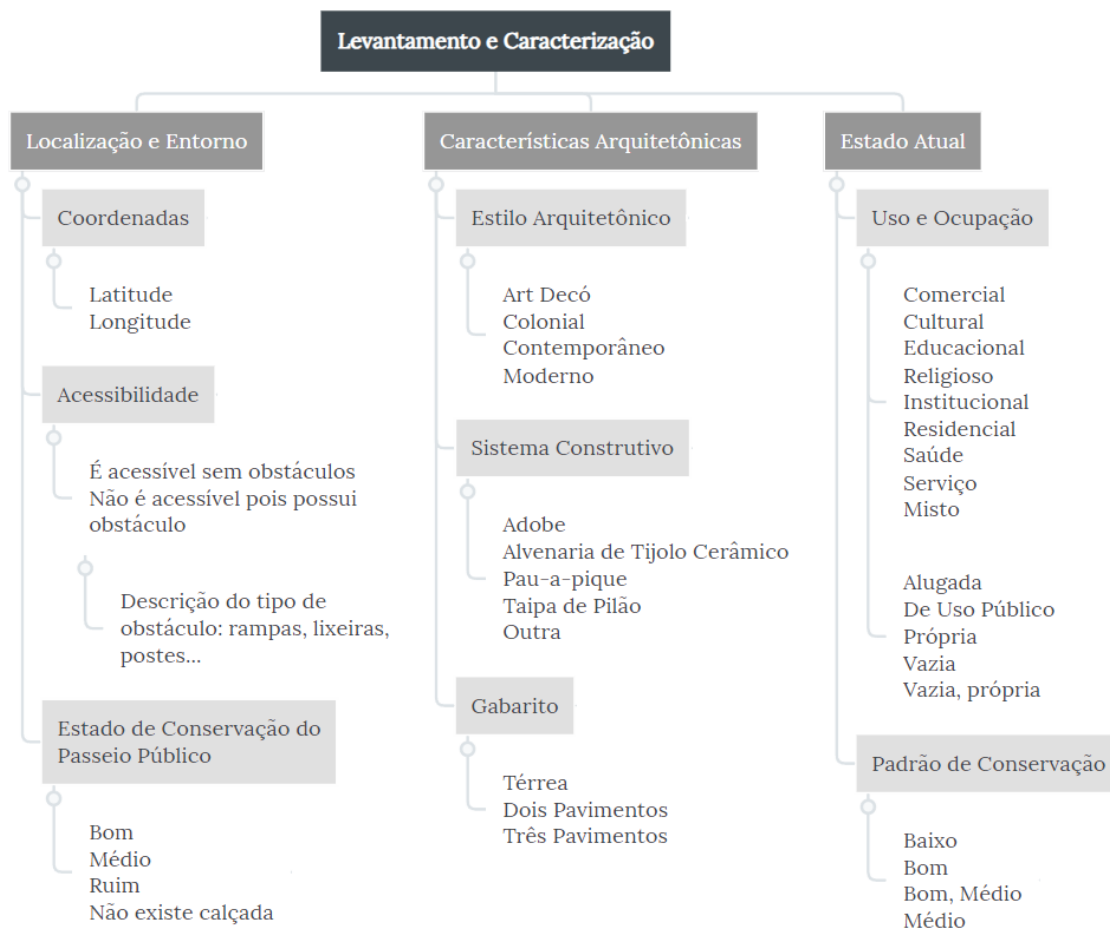 Levantamento e Caracterização
Localização e Entorno
Coordenadas
Latitude
Longitude
Acessibilidade
É acessível sem obstáculos
Não é acessível pois possui
obstáculo
Descrição do tipo de
obstáculo: rampas, lixeiras,
postes...
Estado de Conservação do
Passeio Público
Bom
Médio
Ruim
Não existe calçada
Características Arquitetônicas
Estilo Arquitetônico
Art Decó
Colonial
Contemporâneo
Moderno
Sistema Construtivo
Adobe
Alvenaria de Tijolo Cerâmico
Pau-a-pique
Taipa de Pilão
Outra
Gabarito
Térrea
Dois Pavimentos
Três Pavimentos
Estado Atual
Uso e Ocupação
Comercial
Cultural
Educacional
Religioso
Institucional
Residencial
Saúde
Serviço
Misto
Alugada
De Uso Público
Própria
Vazia
Vazia, própria
Padrão de Conservação
Baixo
Bom
Bom, Médio
Médio